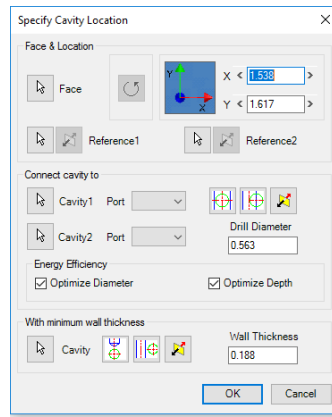 Specify Cavity Location
Face & Location
Face
Y
X
X < 1.538 >
Y < 1.617 >
Reference1
Reference2
Connect cavity to
Cavity1 Port
Cavity2 Port
Drill Diameter
0.563
Energy Efficiency
Optimize Diameter
Optimize Depth
With minimum wall thickness
Cavity
Wall Thickness
0.188
OK
Cancel